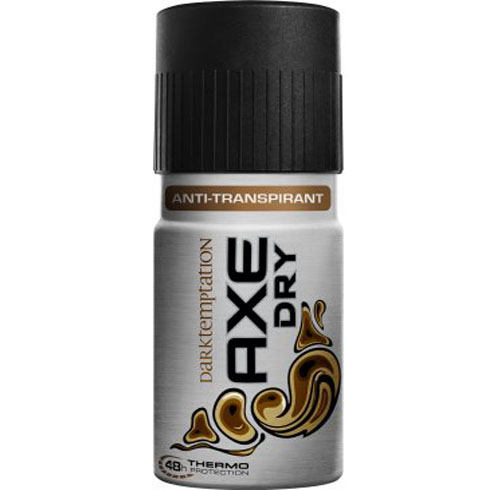 ANTI-TRANSPIRANT
Darktemptation
AXE
DRY
48h THERMO
PROTECTION